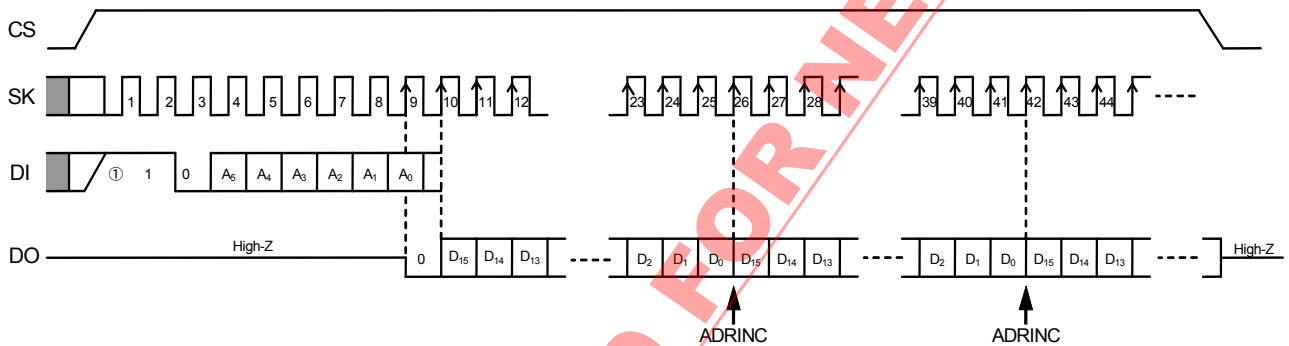 CS
SK 1 2 3 4 5 6 7 8 9 10 11 12 23 24 25 26 27 28 39 40 41 42 43 44
DI ① 1 0 A5 A4 A3 A2 A1 A0
DO High-Z 0 D15 D14 D13 D2 D1 D0 D15 D14 D13 D2 D1 D0 D15 D14 D13 High-Z
ADRINC ADRINC
FOR NE